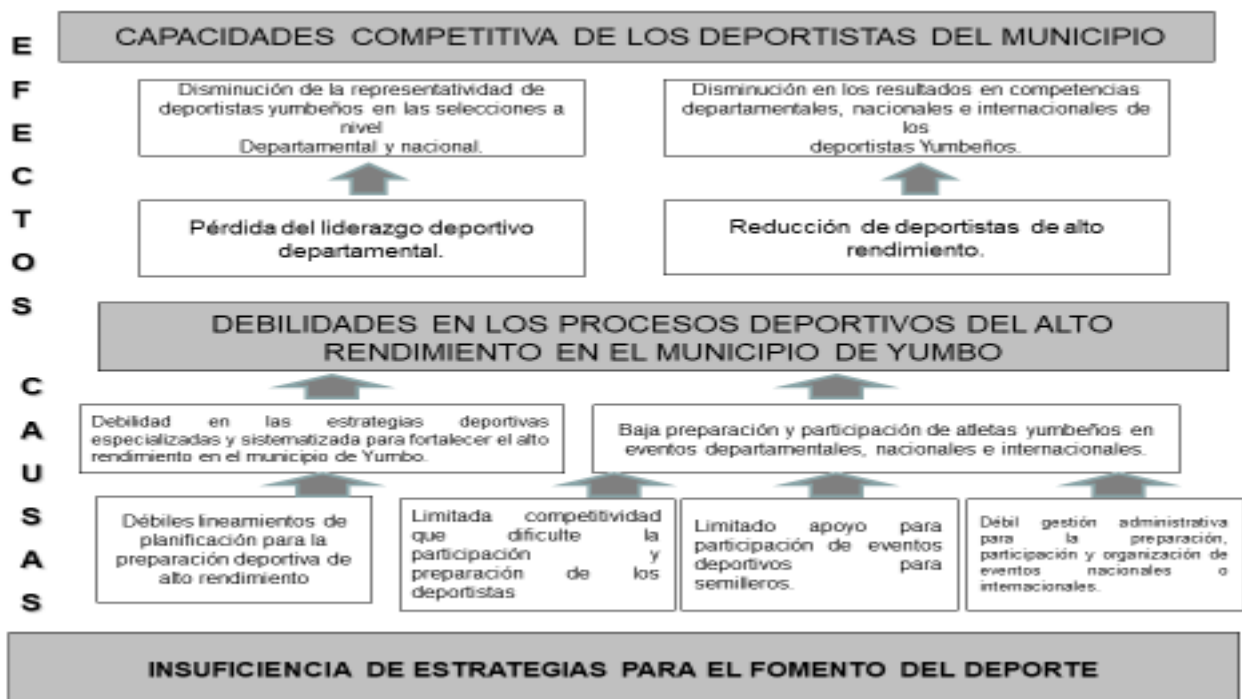 EFECTOS
CAPACIDADES COMPETITIVA DE LOS DEPORTISTAS DEL MUNICIPIO
Disminución de la representatividad de
deportistas yumbeños en las selecciones a
nivel
Departamental y nacional.
Disminución en los resultados en competencias
departamentales, nacionales e internacionales de
los
deportistas Yumbeños.
Pérdida del liderazgo deportivo
departamental.
Reducción de deportistas de alto
rendimiento.
DEBILIDADES EN LOS PROCESOS DEPORTIVOS DEL ALTO
RENDIMIENTO EN EL MUNICIPIO DE YUMBO
CAUSAS
Debilidad en las estrategias deportivas
especializadas y sistematizada para fortalecer el alto
rendimiento en el municipio de Yumbo.
Baja preparación y participación de atletas yumbeños en
eventos departamentales, nacionales e internacionales.
Débiles lineamientos de
planificación para la
preparación deportiva de
alto rendimiento
Limitada competitividad
que dificulte la
participación y
preparación de los
deportistas
Limitado apoyo para
participación de eventos
deportivos para
semilleros.
Débil gestión administrativa
para la preparación,
participación y organización de
eventos nacionales o
internacionales.
INSUFICIENCIA DE ESTRATEGIAS PARA EL FOMENTO DEL DEPORTE